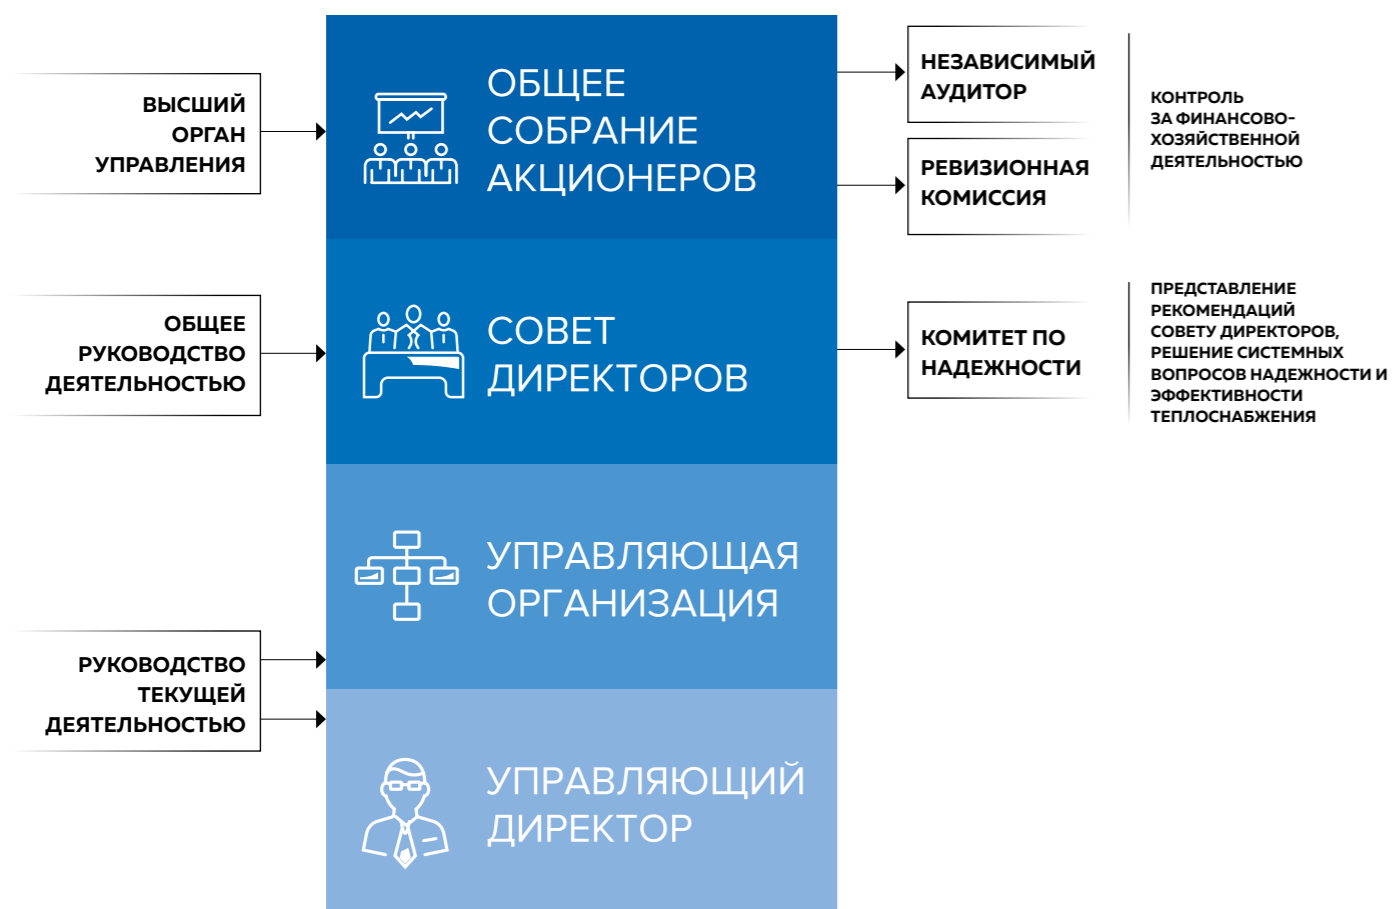 ВЫСШИЙ
ОРГАН
УПРАВЛЕНИЯ
ОБЩЕЕ
СОБРАНИЕ
АКЦИОНЕРОВ
НЕЗАВИСИМЫЙ
АУДИТОР
РЕВИЗИОННАЯ
КОМИССИЯ
КОНТРОЛЬ
ЗА ФИНАНСОВО-
ХОЗЯЙСТВЕННОЙ
ДЕЯТЕЛЬНОСТЬЮ
ОБЩЕЕ
РУКОВОДСТВО
ДЕЯТЕЛЬНОСТЬЮ
СОВЕТ
ДИРЕКТОРОВ
КОМИТЕТ ПО
НАДЕЖНОСТИ
ПРЕДСТАВЛЕНИЕ
РЕКОМЕНДАЦИЙ
СОВЕТУ ДИРЕКТОРОВ,
РЕШЕНИЕ СИСТЕМНЫХ
ВОПРОСОВ НАДЕЖНОСТИ И
ЭФФЕКТИВНОСТИ
ТЕПЛОСНАБЖЕНИЯ
УПРАВЛЯЮЩАЯ
ОРГАНИЗАЦИЯ
РУКОВОДСТВО
ТЕКУЩЕЙ
ДЕЯТЕЛЬНОСТЬЮ
УПРАВЛЯЮЩИЙ
ДИРЕКТОР